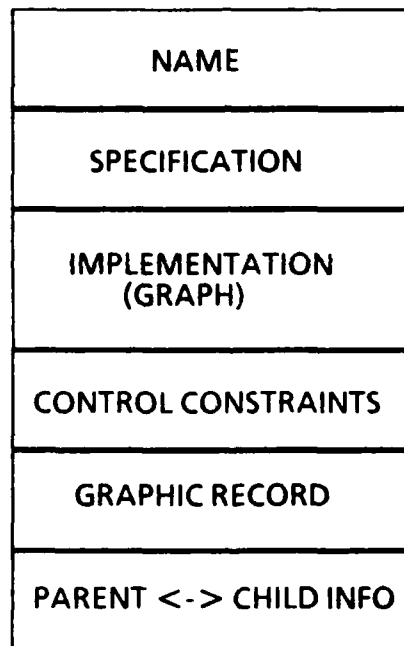 NAME
SPECIFICATION
IMPLEMENTATION
(GRAPH)
CONTROL CONSTRAINTS
GRAPHIC RECORD
PARENT <-> CHILD INFO